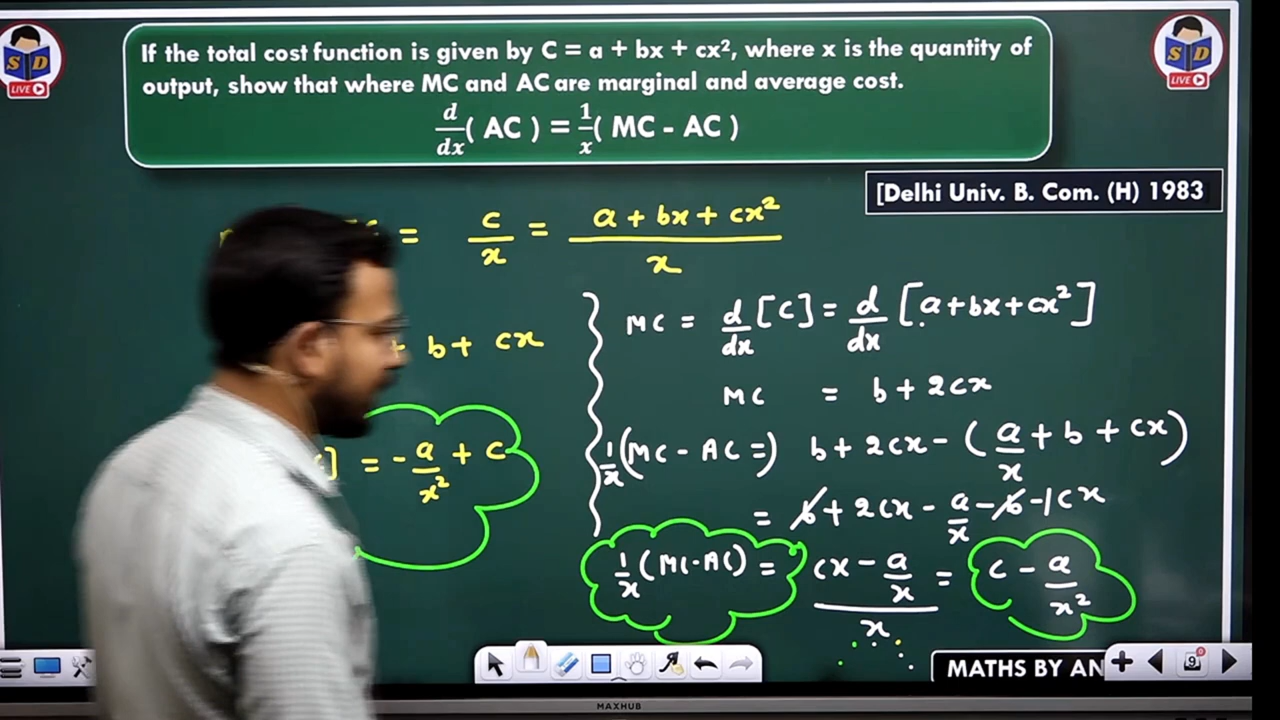 If the total cost function is given by C = a + bx + cx², where x is the quantity of
output, show that where MC and AC are marginal and average cost.
d/dx ( AC ) = 1/x ( MC - AC )
[Delhi Univ. B. Com. (H) 1983
= c/x = (a + bx + cx²)/x
+ b + cx
] = - a/x² + c
MC = d/dx [C] = d/dx [a+bx+cx²]
MC = b + 2cx
1/x (MC - AC =) b + 2cx - (a/x + b + cx)
= b + 2cx - a/x - b - 1cx
1/x (MC - AC) = (cx - a/x)/x = c - a/x²
S D
LIVE
S D
LIVE
MATHS BY AN
9
MAXHUB